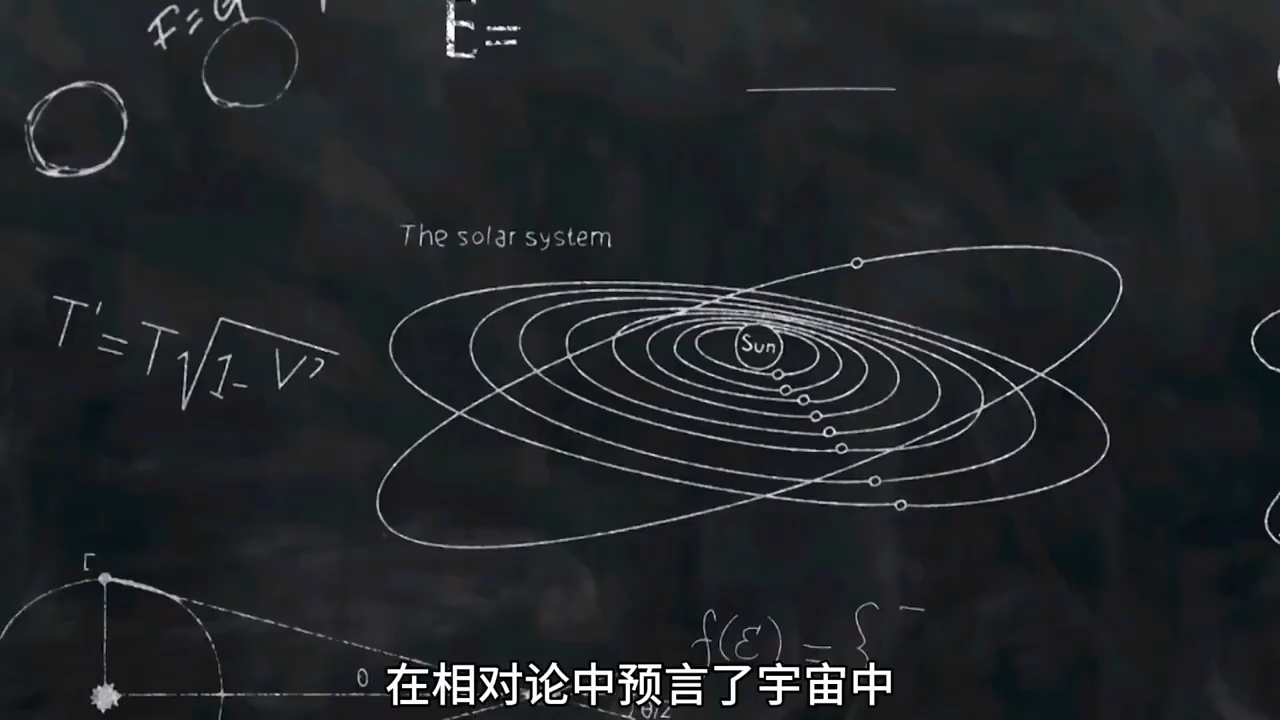 E=
The solar system
T'=T√1-V²
Sun
f(ε) = {
θ
在相对论中预言了宇宙中